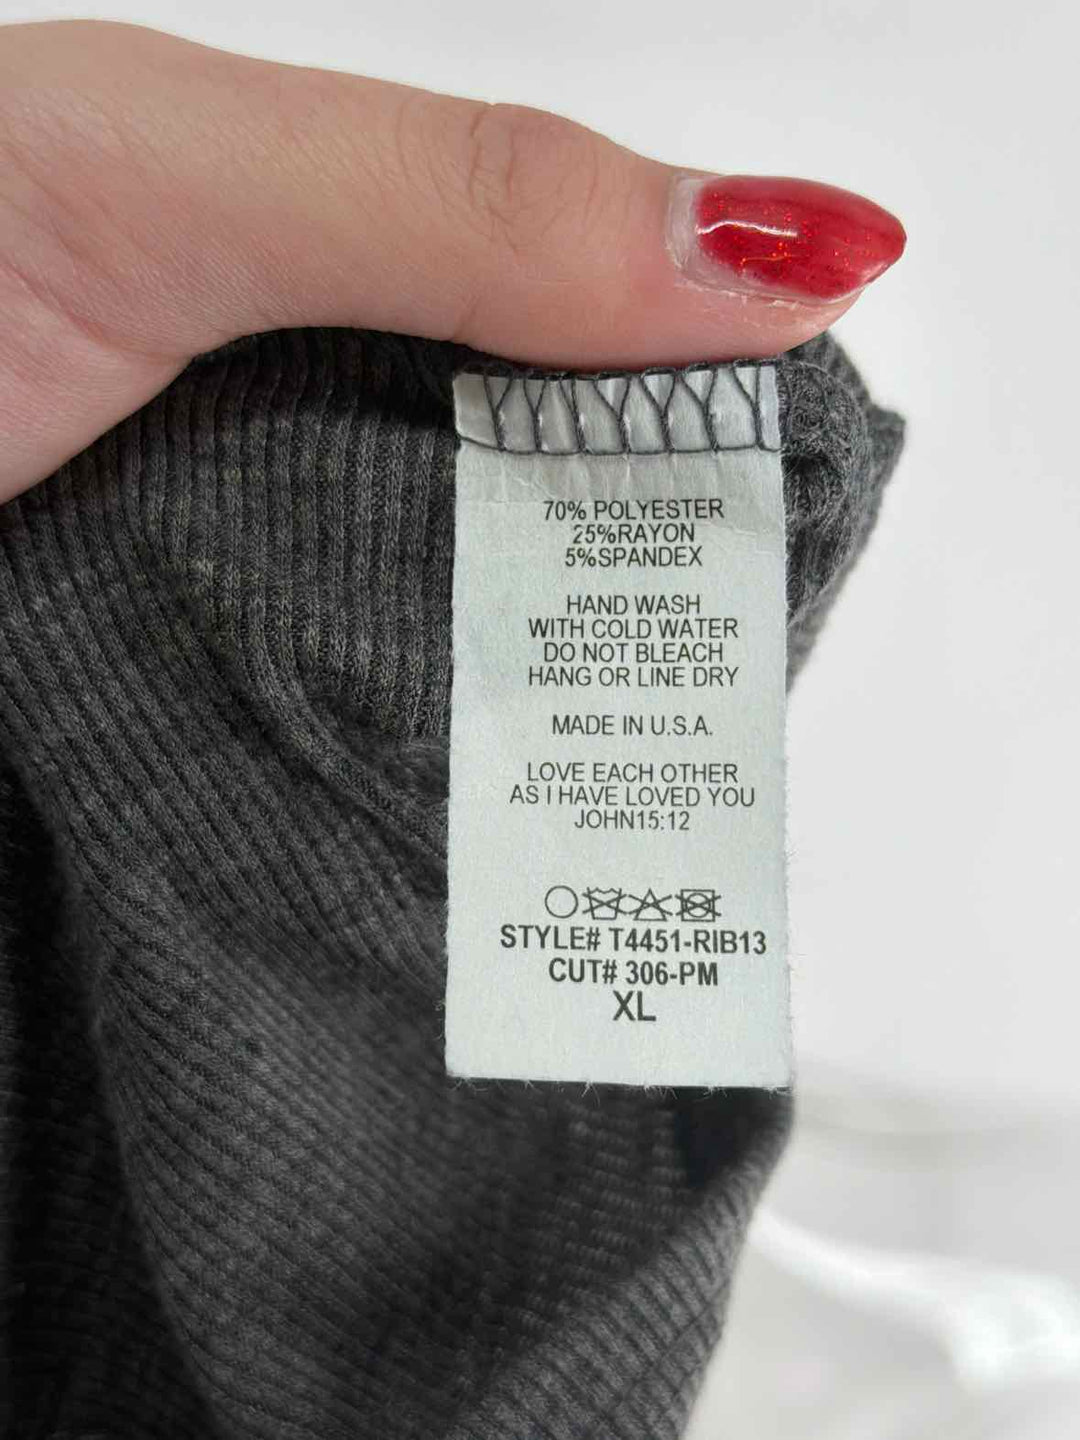 70% POLYESTER
25%RAYON
5%SPANDEX
HAND WASH
WITH COLD WATER
DO NOT BLEACH
HANG OR LINE DRY
MADE IN U.S.A.
LOVE EACH OTHER
AS I HAVE LOVED YOU
JOHN15:12
STYLE# T4451-RIB13
CUT# 306-PM
XL